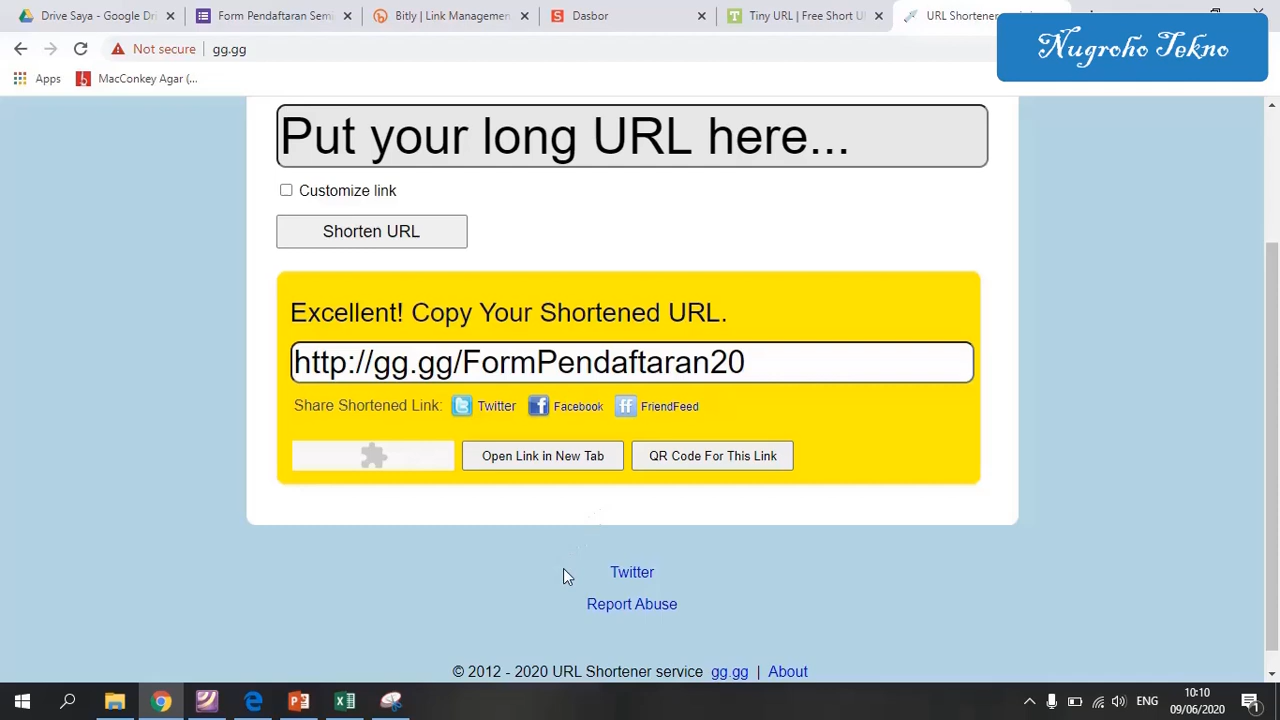 Drive Saya - Google Dri
Form Pendaftaran Sem
Bitly | Link Managemen
Dasbor
Tiny URL | Free Short U
URL Shortener
Nugroho Tekno
Not secure
gg.gg
Apps
MacConkey Agar (...
Put your long URL here...
Customize link
Shorten URL
Excellent! Copy Your Shortened URL.
http://gg.gg/FormPendaftaran20
Share Shortened Link:
Twitter
Facebook
FriendFeed
Open Link in New Tab
QR Code For This Link
Twitter
Report Abuse
© 2012 - 2020 URL Shortener service gg.gg | About
ENG
10:10
09/06/2020